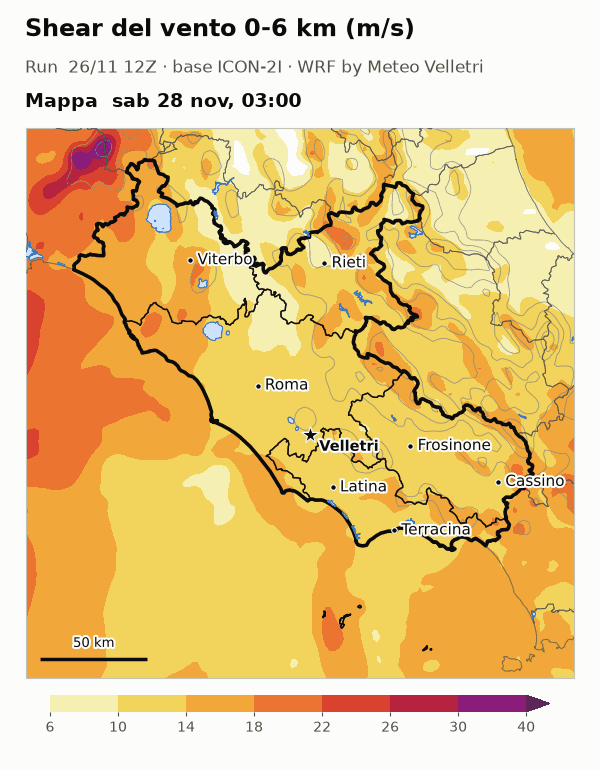 Shear del vento 0-6 km (m/s)
Run  26/11 12Z · base ICON-2I · WRF by Meteo Velletri
Mappa  sab 28 nov, 03:00
Viterbo
Rieti
Roma
Velletri
Frosinone
Cassino
Latina
Terracina
50 km
6 10 14 18 22 26 30 40